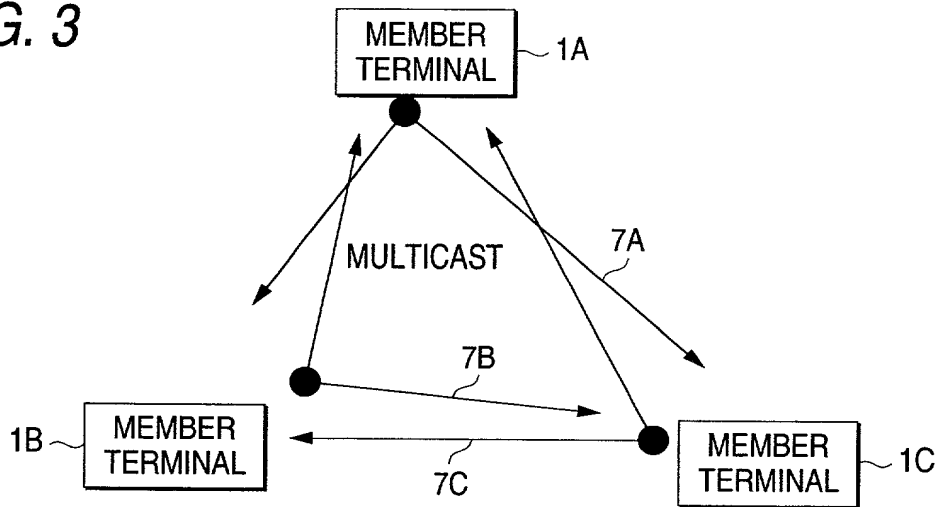 G. 3
MEMBER
TERMINAL
1A
MULTICAST
7A
7B
1B
MEMBER
TERMINAL
7C
MEMBER
TERMINAL
1C